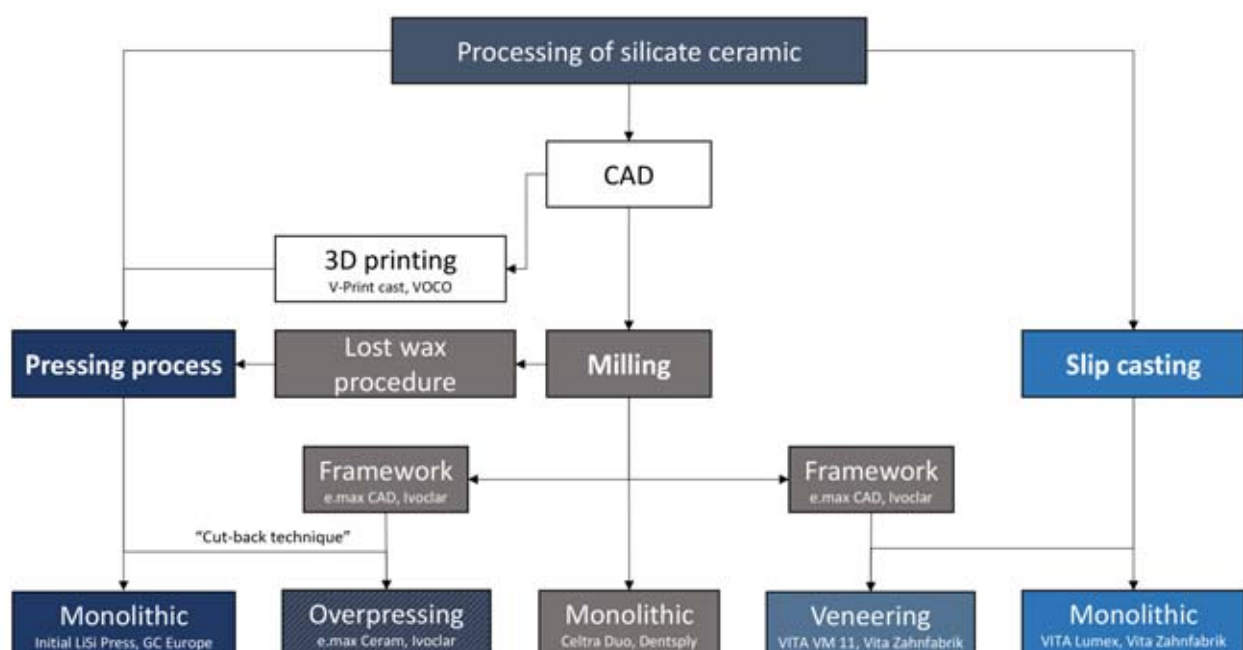 Processing of silicate ceramic
CAD
3D printing
V-Print cast, VOCO
Pressing process
Lost wax
procedure
Milling
Slip casting
Framework
e.max CAD, Ivoclar
Framework
e.max CAD, Ivoclar
“Cut-back technique”
Monolithic
Initial LiSi Press, GC Europe
Overpressing
e.max Ceram, Ivoclar
Monolithic
Celtra Duo, Dentsply
Veneering
VITA VM 11, Vita Zahnfabrik
Monolithic
VITA Lumex, Vita Zahnfabrik